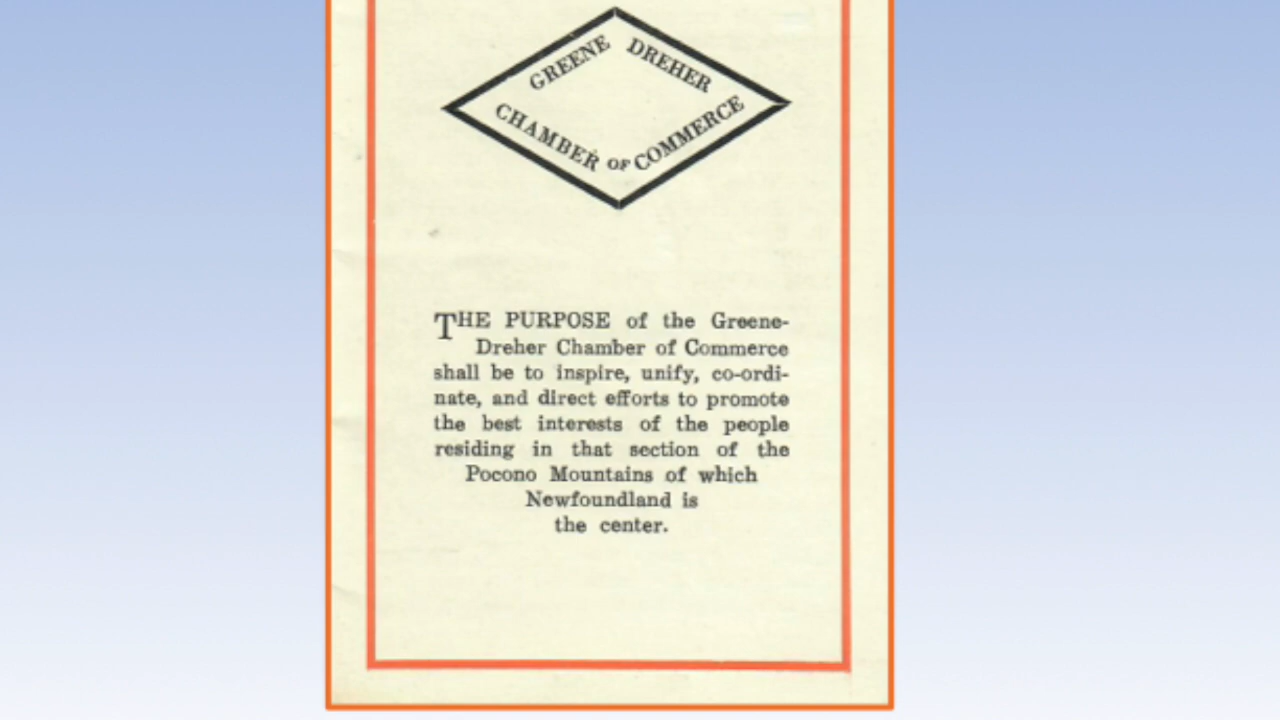 GREENE DREHER
CHAMBER OF COMMERCE
THE PURPOSE of the Greene-
Dreher Chamber of Commerce
shall be to inspire, unify, co-ordi-
nate, and direct efforts to promote
the best interests of the people
residing in that section of the
Pocono Mountains of which
Newfoundland is
the center.